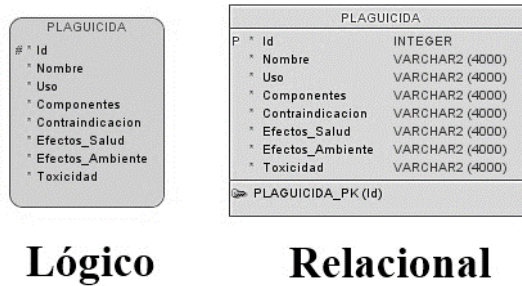 PLAGUICIDA
# * Id
* Nombre
* Uso
* Componentes
* Contraindicacion
* Efectos_Salud
* Efectos_Ambiente
* Toxicidad
Lógico
PLAGUICIDA
P * Id INTEGER
* Nombre VARCHAR2 (4000)
* Uso VARCHAR2 (4000)
* Componentes VARCHAR2 (4000)
* Contraindicacion VARCHAR2 (4000)
* Efectos_Salud VARCHAR2 (4000)
* Efectos_Ambiente VARCHAR2 (4000)
* Toxicidad VARCHAR2 (4000)
PLAGUICIDA_PK (Id)
Relacional